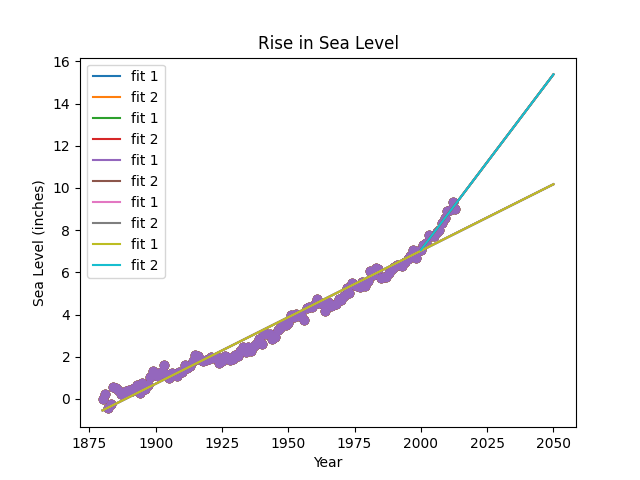 Rise in Sea Level
16
14
12
10
8
6
4
2
0
Sea Level (inches)
fit 1
fit 2
fit 1
fit 2
fit 1
fit 2
fit 1
fit 2
fit 1
fit 2
1875 1900 1925 1950 1975 2000 2025 2050
Year